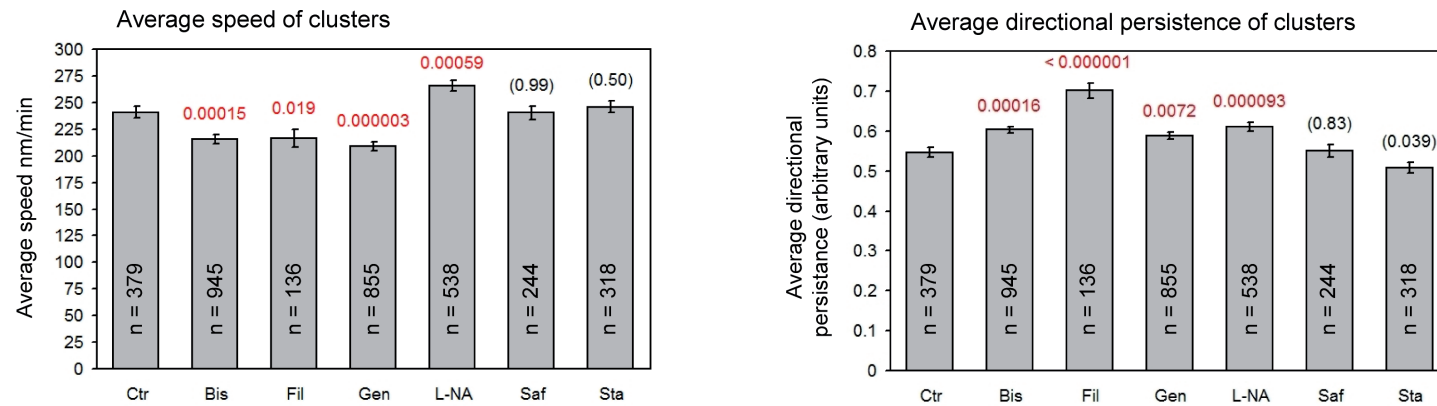 Average speed of clusters
Average speed nm/min
300
275
250
225
200
175
150
125
100
75
50
25
0
0.00015
0.019
0.000003
0.00059
(0.99)
(0.50)
n = 379
n = 945
n = 136
n = 855
n = 538
n = 244
n = 318
Ctr
Bis
Fil
Gen
L-NA
Saf
Sta
Average directional persistence of clusters
Average directional
persistance (arbitrary units)
0.8
0.7
0.6
0.5
0.4
0.3
0.2
0.1
0
0.00016
< 0.000001
0.0072
0.000093
(0.83)
(0.039)
n = 379
n = 945
n = 136
n = 855
n = 538
n = 244
n = 318
Ctr
Bis
Fil
Gen
L-NA
Saf
Sta